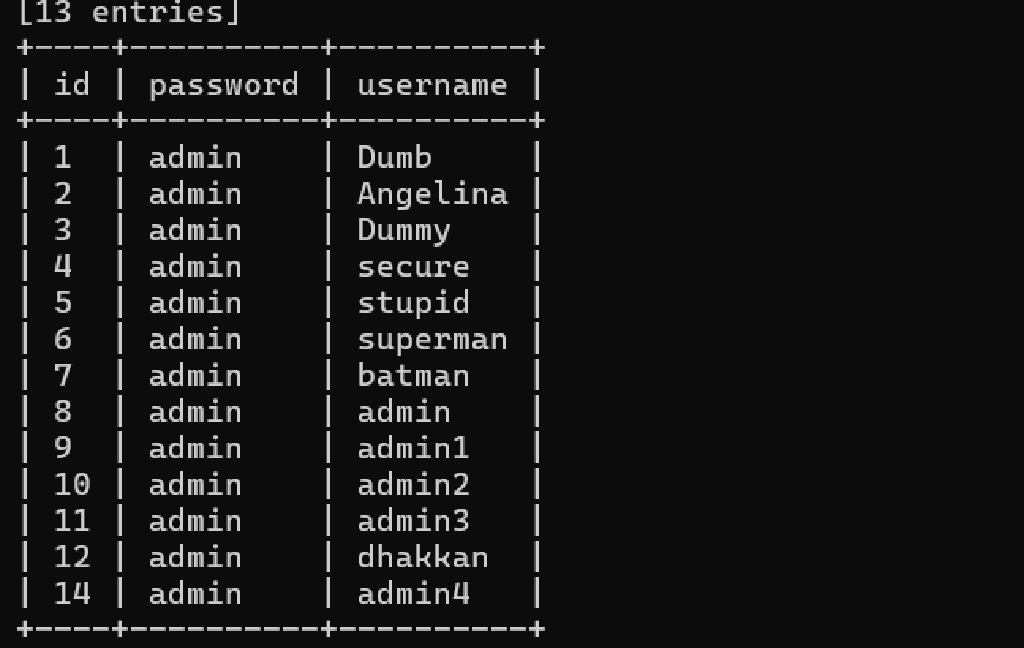 [13 entries]
+----+----------+----------+
| id | password | username |
+----+----------+----------+
| 1  | admin    | Dumb     |
| 2  | admin    | Angelina |
| 3  | admin    | Dummy    |
| 4  | admin    | secure   |
| 5  | admin    | stupid   |
| 6  | admin    | superman |
| 7  | admin    | batman   |
| 8  | admin    | admin    |
| 9  | admin    | admin1   |
| 10 | admin    | admin2   |
| 11 | admin    | admin3   |
| 12 | admin    | dhakkan  |
| 14 | admin    | admin4   |
+----+----------+----------+